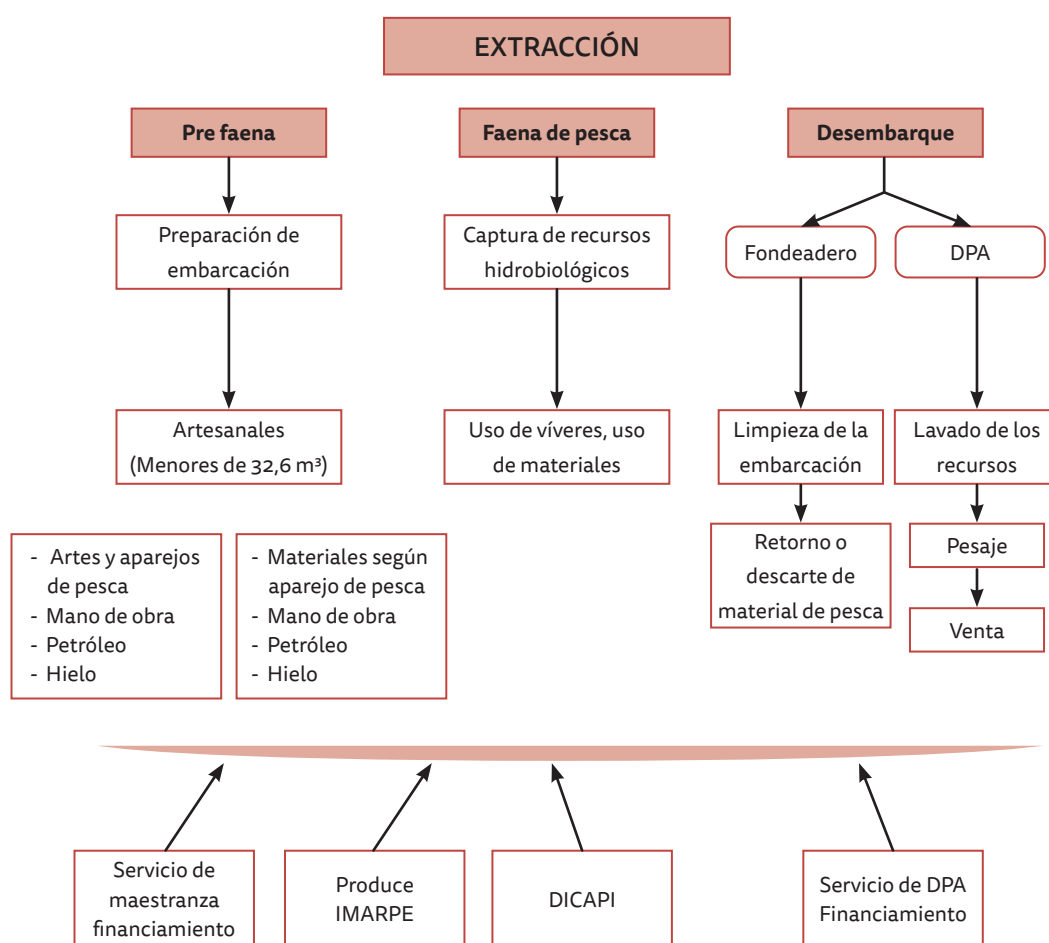 EXTRACCIÓN
Pre faena
Faena de pesca
Desembarque
Preparación de
embarcación
Captura de recursos
hidrobiológicos
Fondeadero
DPA
Artesanales
(Menores de 32,6 m³)
Uso de víveres, uso
de materiales
Limpieza de la
embarcación
Lavado de los
recursos
- Artes y aparejos
de pesca
- Mano de obra
- Petróleo
- Hielo
- Materiales según
aparejo de pesca
- Mano de obra
- Petróleo
- Hielo
Retorno o
descarte de
material de pesca
Pesaje
Venta
Servicio de
maestranza
financiamiento
Produce
IMARPE
DICAPI
Servicio de DPA
Financiamiento